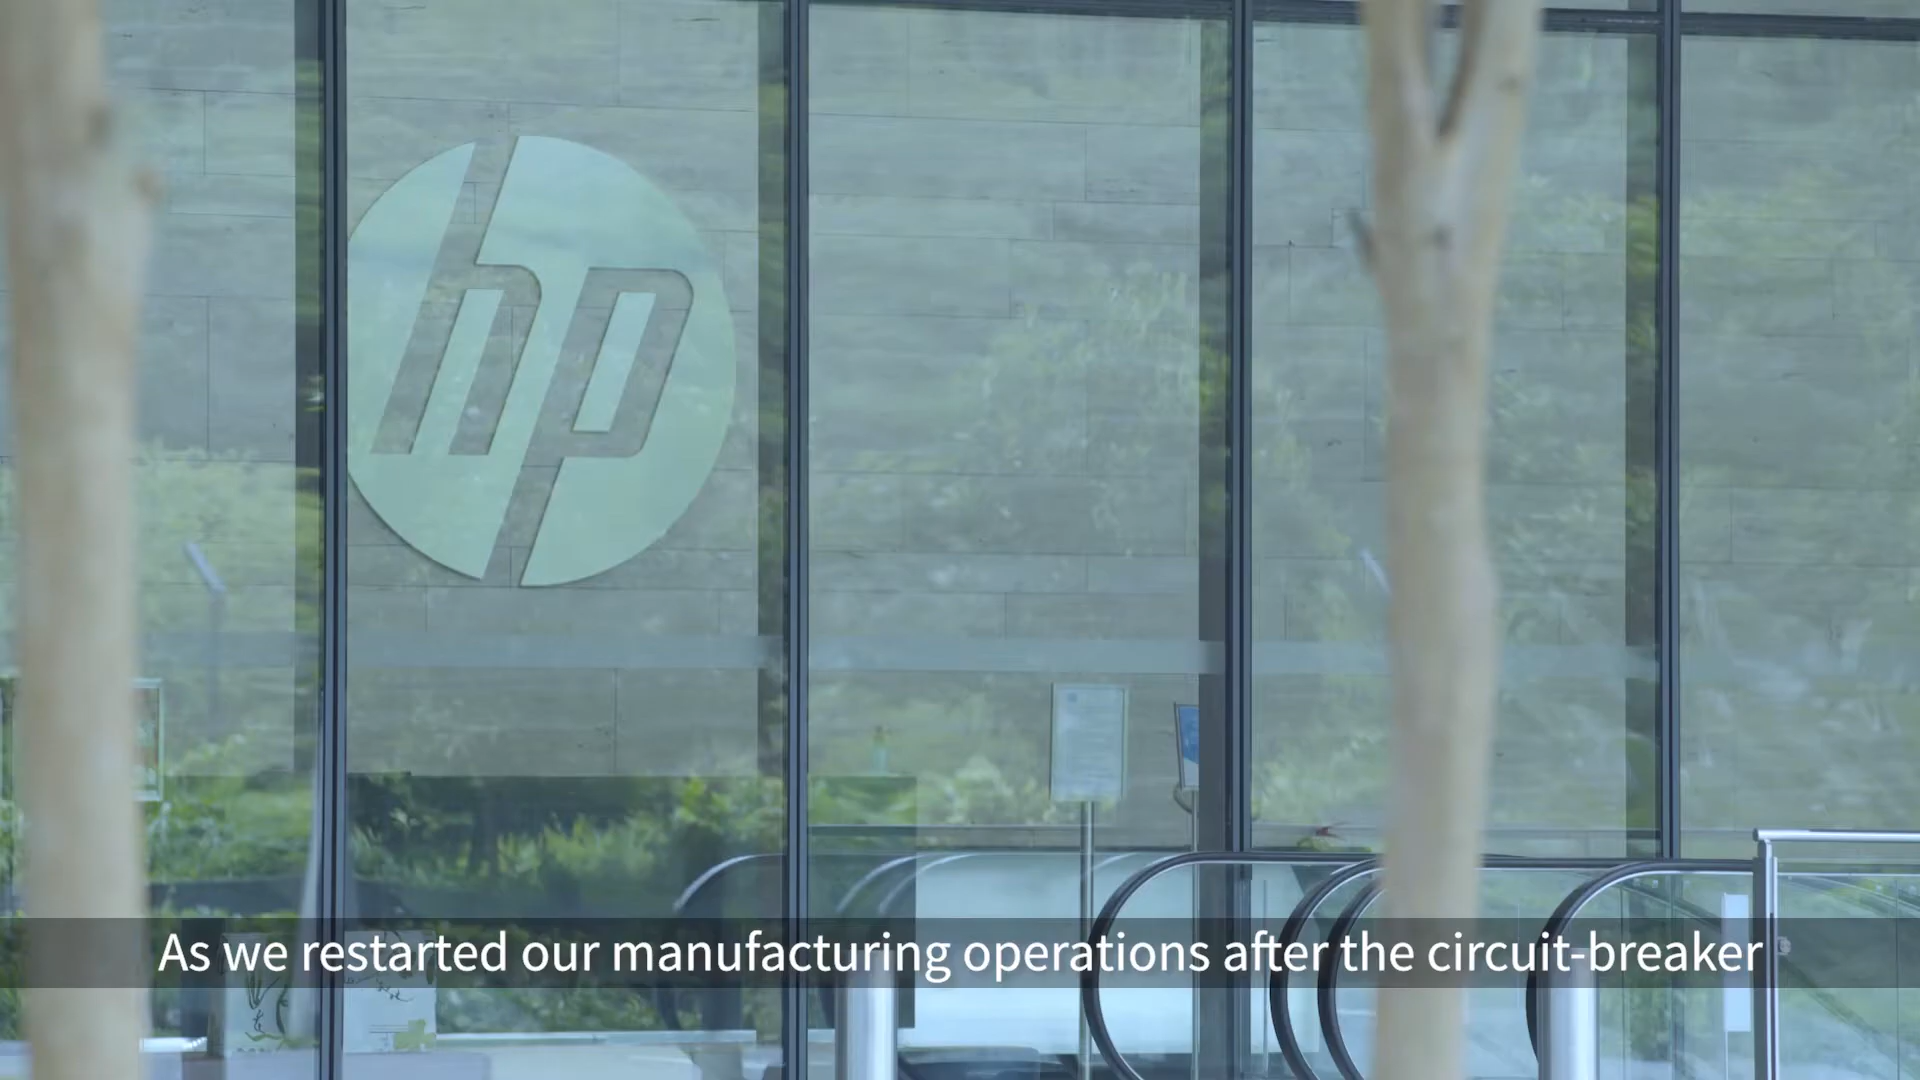 hp
As we restarted our manufacturing operations after the circuit-breaker